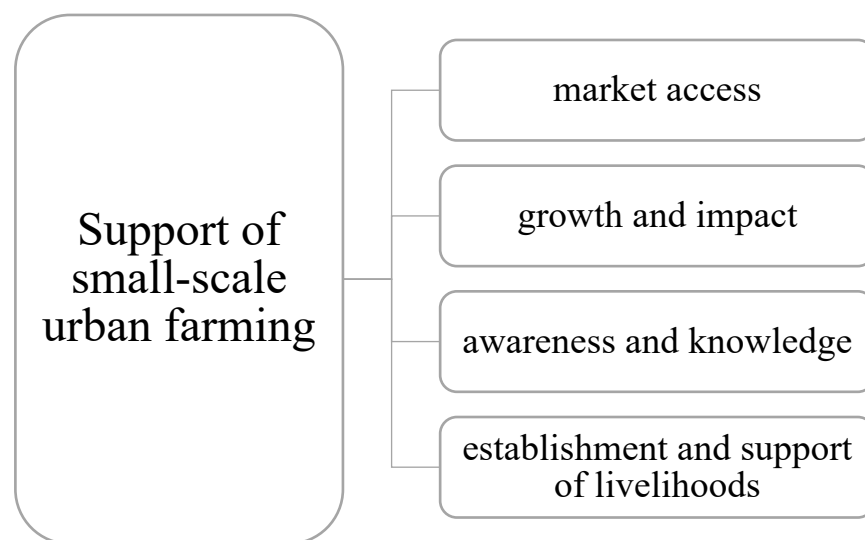 Support of
small-scale
urban farming
market access
growth and impact
awareness and knowledge
establishment and support
of livelihoods